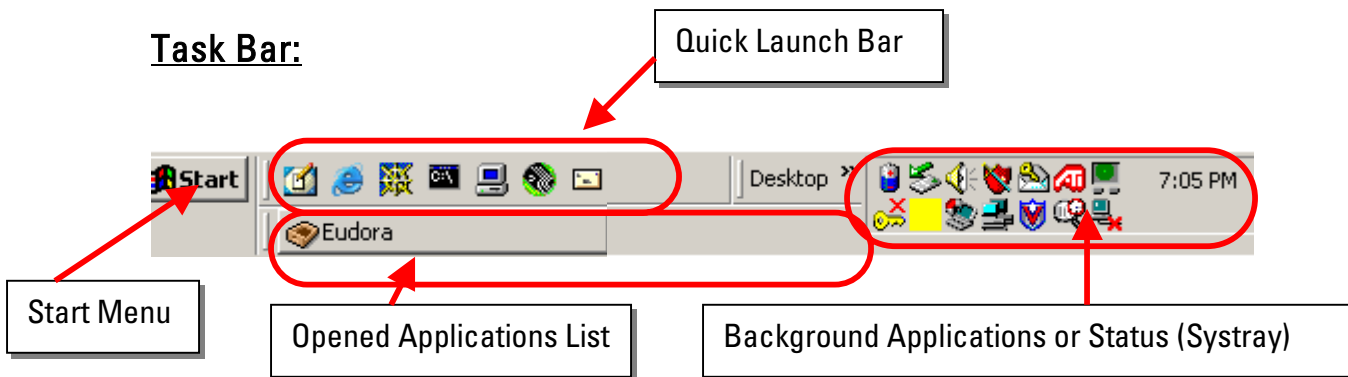 Task Bar:
Quick Launch Bar
Start
Desktop »
7:05 PM
Eudora
Start Menu
Opened Applications List
Background Applications or Status (Systray)